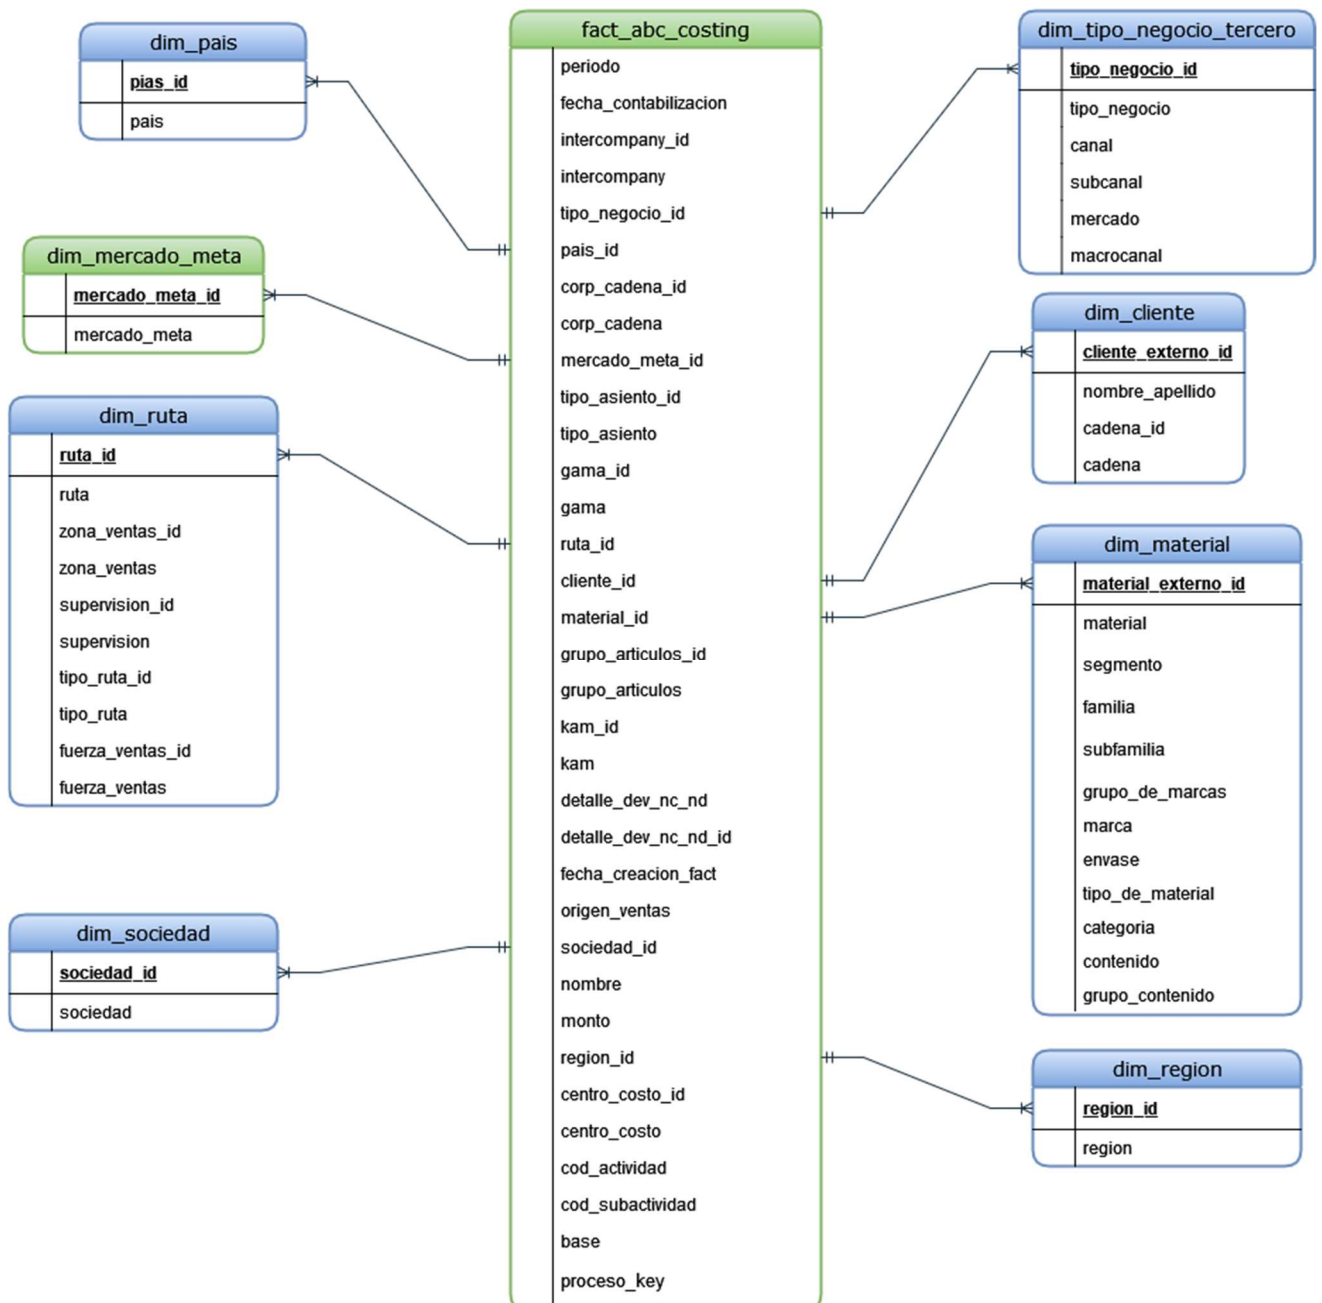 dim_pais
pias_id
pais
dim_mercado_meta
mercado_meta_id
mercado_meta
dim_ruta
ruta_id
ruta
zona_ventas_id
zona_ventas
supervision_id
supervision
tipo_ruta_id
tipo_ruta
fuerza_ventas_id
fuerza_ventas
dim_sociedad
sociedad_id
sociedad
fact_abc_costing
periodo
fecha_contabilizacion
intercompany_id
intercompany
tipo_negocio_id
pais_id
corp_cadena_id
corp_cadena
mercado_meta_id
tipo_asiento_id
tipo_asiento
gama_id
gama
ruta_id
cliente_id
material_id
grupo_articulos_id
grupo_articulos
kam_id
kam
detalle_dev_nc_nd
detalle_dev_nc_nd_id
fecha_creacion_fact
origen_ventas
sociedad_id
nombre
monto
region_id
centro_costo_id
centro_costo
cod_actividad
cod_subactividad
base
proceso_key
dim_tipo_negocio_tercero
tipo_negocio_id
tipo_negocio
canal
subcanal
mercado
macrocanal
dim_cliente
cliente_externo_id
nombre_apellido
cadena_id
cadena
dim_material
material_externo_id
material
segmento
familia
subfamilia
grupo_de_marcas
marca
envase
tipo_de_material
categoria
contenido
grupo_contenido
dim_region
region_id
region